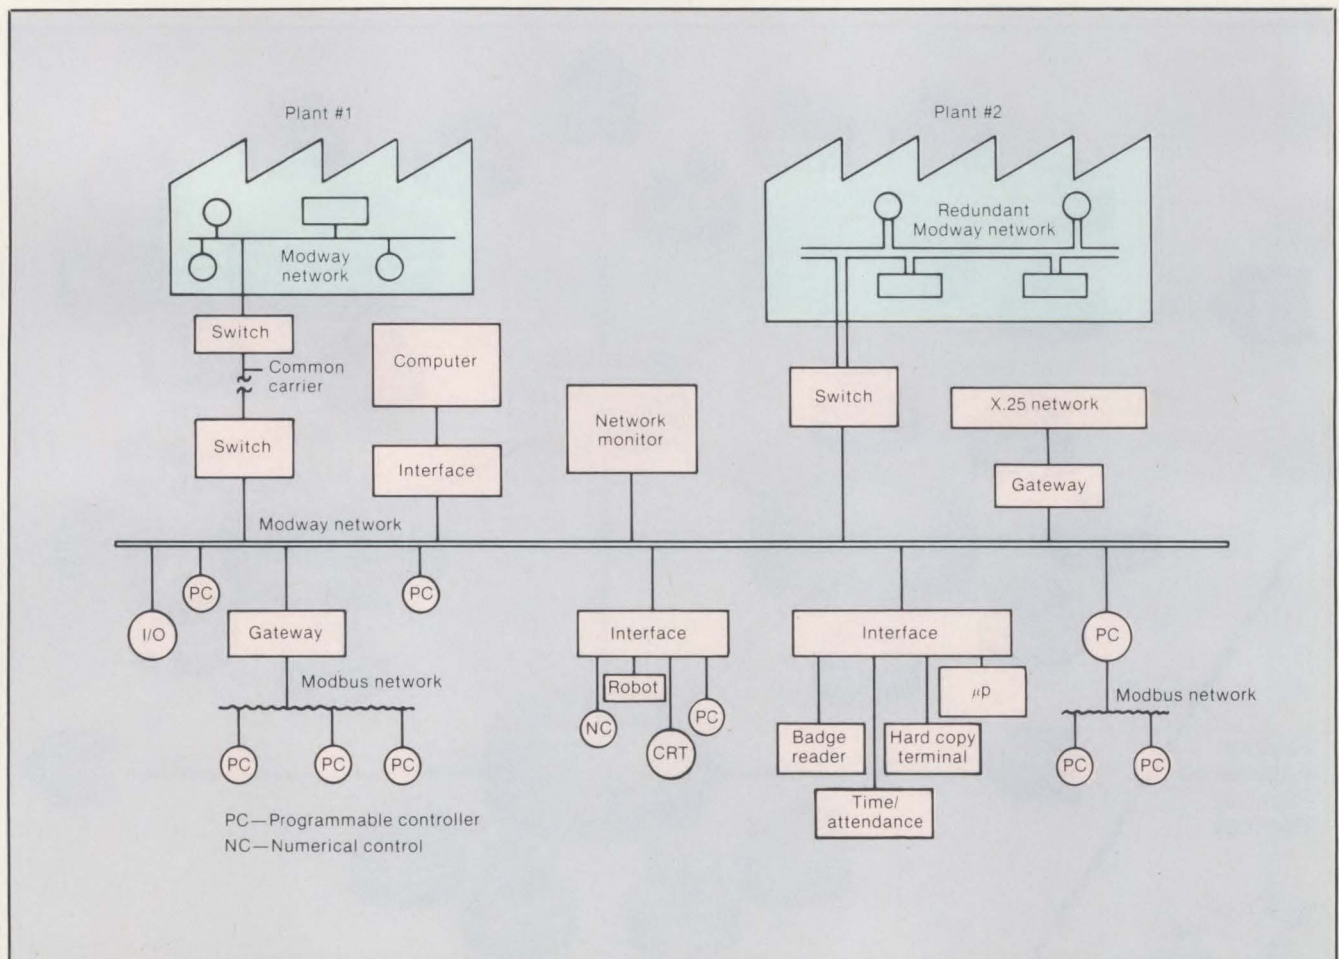 Plant #1
Plant #2
Redundant
Modway network
Modway
network
Switch
Common
carrier
Computer
Switch
X.25 network
Network
monitor
Switch
Interface
Gateway
Modway network
PC
PC
I/O
Gateway
Interface
Interface
PC
Modbus network
Robot
μp
Modbus network
NC
PC
CRT
Badge
reader
Hard copy
terminal
PC
PC
PC
PC
PC
Time/
attendance
PC—Programmable controller
NC—Numerical control